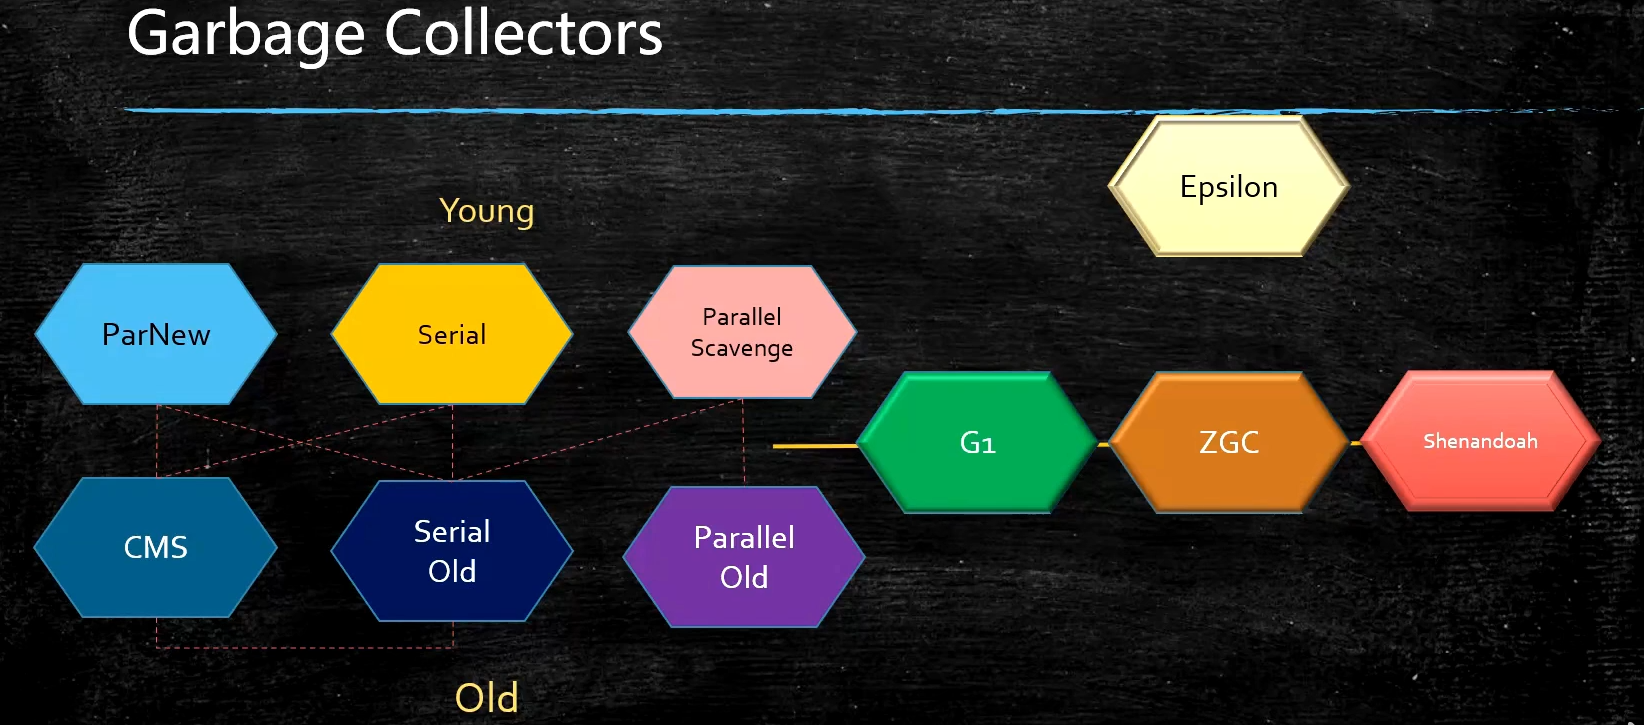 Garbage Collectors
Epsilon
Young
ParNew
Serial
Parallel
Scavenge
G1
ZGC
Shenandoah
CMS
Serial
Old
Parallel
Old
Old